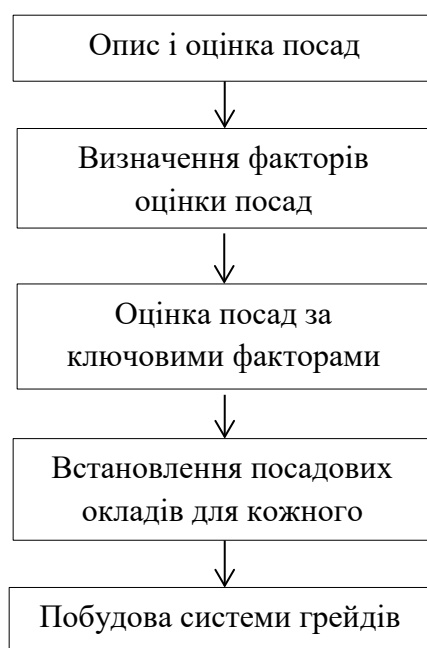 Опис і оцінка посад
Визначення факторів
оцінки посад
Оцінка посад за
ключовими факторами
Встановлення посадових
окладів для кожного
Побудова системи грейдів